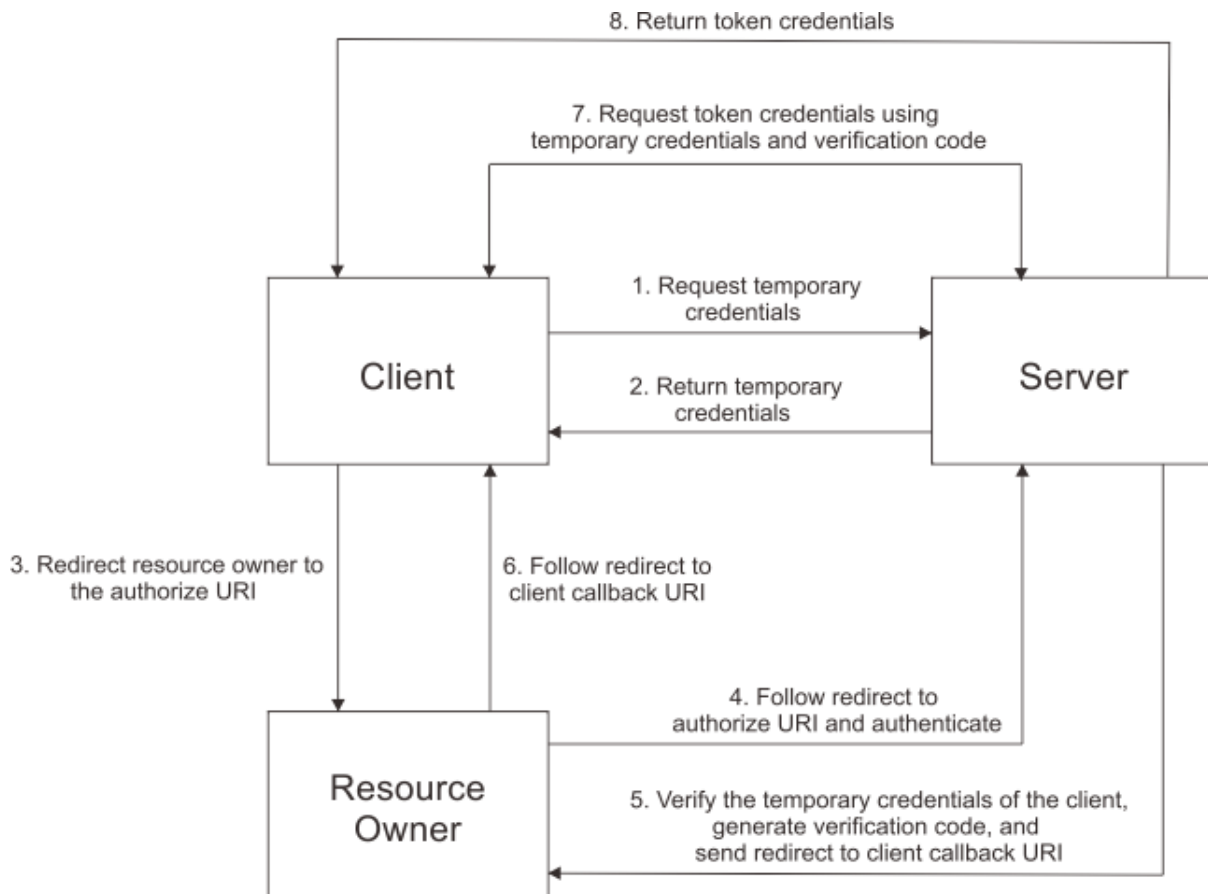 8. Return token credentials
7. Request token credentials using
temporary credentials and verification code
1. Request temporary
credentials
Client
Server
2. Return temporary
credentials
3. Redirect resource owner to
the authorize URI
6. Follow redirect to
client callback URI
4. Follow redirect to
authorize URI and authenticate
Resource
Owner
5. Verify the temporary credentials of the client,
generate verification code, and
send redirect to client callback URI